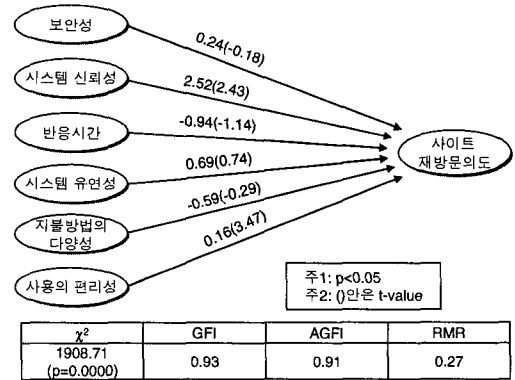 보안성
시스템 신뢰성
반응시간
시스템 유연성
지불방법의
다양성
사용의 편리성
0.24(-0.18)
2.52(2.43)
-0.94(-1.14)
0.69(0.74)
-0.59(-0.29)
0.16(3.47)
사이트
재방문의도
주1: p<0.05
주2: ()안은 t-value
χ² GFI AGFI RMR
1908.71
(p=0.0000) 0.93 0.91 0.27